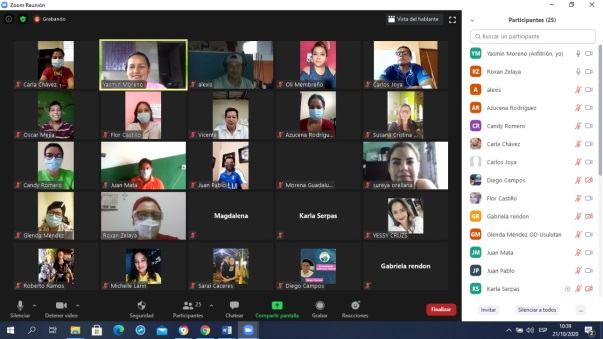 Zoom Reunión
Grabando
Vista del hablante
Carla Chávez
Yasmin Moreno
alexis
Oli Membreño
Carlos Joya
Oscar Mejía
Flor Castillo
Vicente
Azucena Rodrígu...
Susana Cristina
Candy Romero
Juan Mata
Juan Pablo
Morena Guadalu...
sureya orellana
Glenda Méndez
Roxan Zelaya
Magdalena
Karla Serpas
YESSY CRUZS
Roberto Ramos
Michelle Larin
Sarai Cáceres
Diego Campos
Gabriela rendon
Silenciar
Detener video
Seguridad
25
Participantes
Chatear
Compartir pantalla
Grabar
Reacciones
Finalizar
Participantes (25)
Buscar un participante
YM Yasmin Moreno (Anfitrión, yo)
RZ Roxan Zelaya
A alexis
AR Azucena Rodríguez
CR Candy Romero
Carla Chávez
Carlos Joya
Diego Campos
Flor Castillo
GR Gabriela rendon
GM Glenda Méndez OD Usulutan
JM Juan Mata
JP Juan Pablo
KS Karla Serpas
Invitar
Silenciar a todos
...
ESP
10:39
21/10/2020